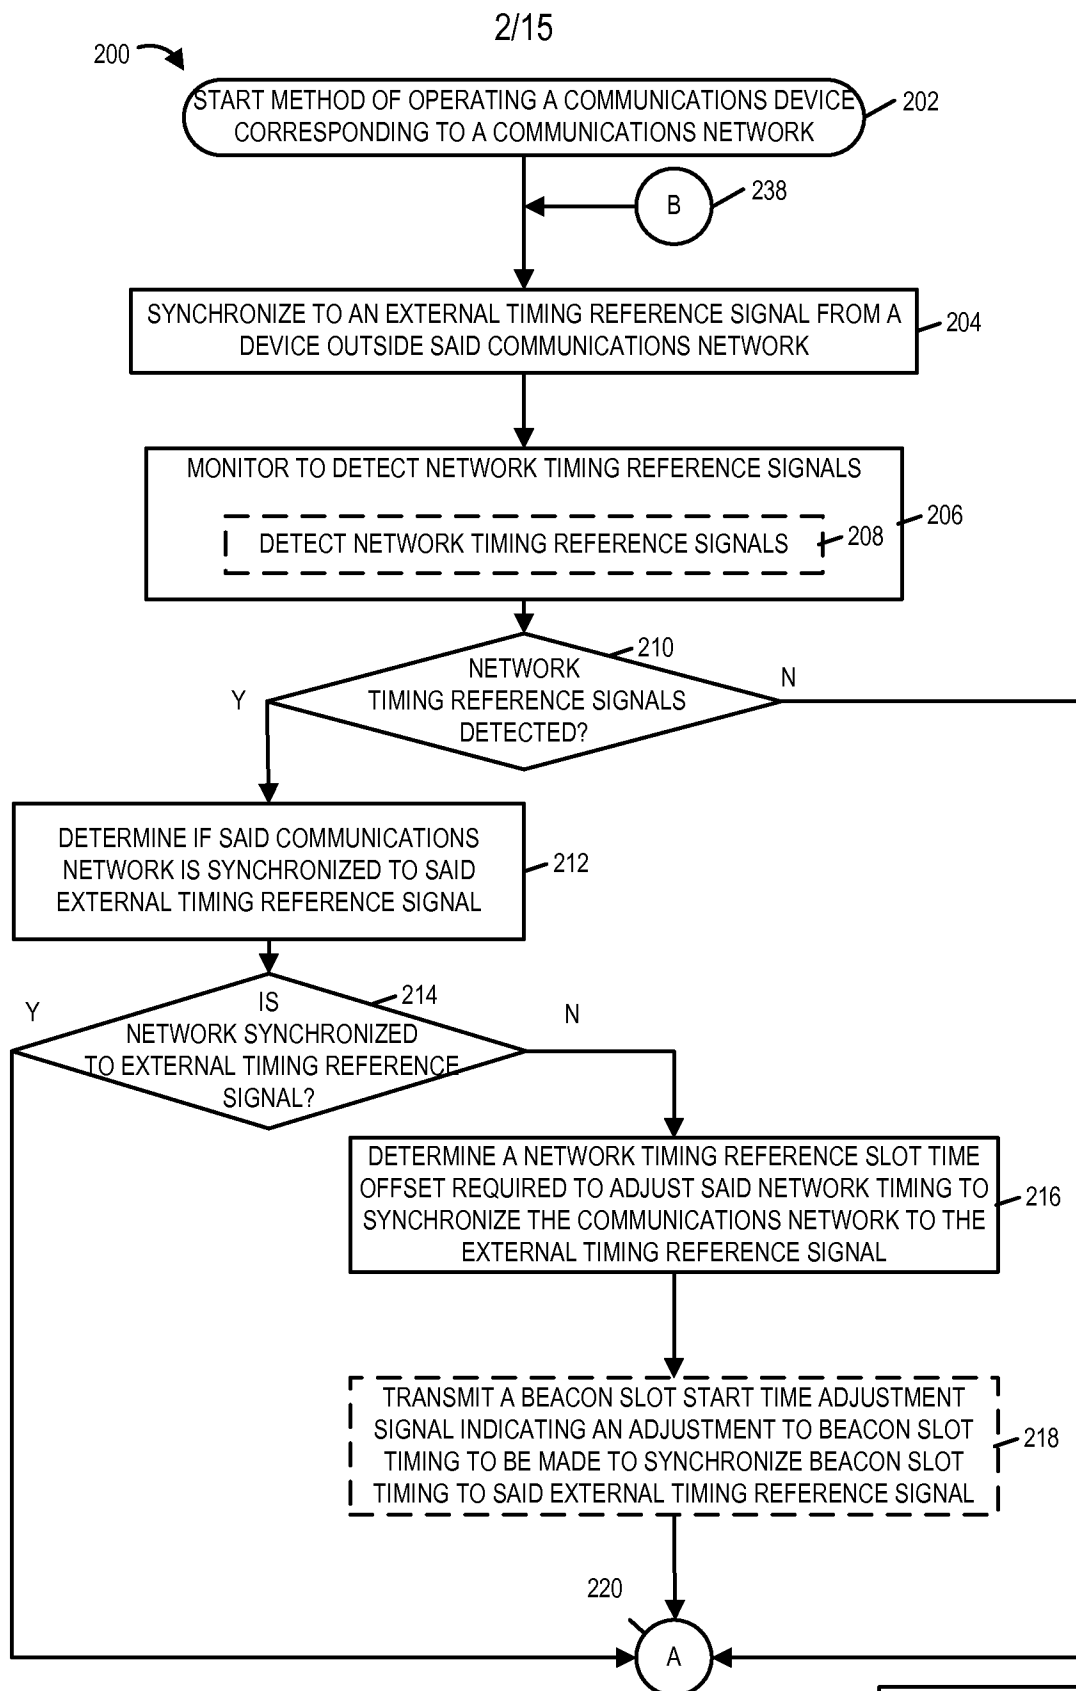 2/15
200
START METHOD OF OPERATING A COMMUNICATIONS DEVICE
CORRESPONDING TO A COMMUNICATIONS NETWORK
202
B
238
SYNCHRONIZE TO AN EXTERNAL TIMING REFERENCE SIGNAL FROM A
DEVICE OUTSIDE SAID COMMUNICATIONS NETWORK
204
MONITOR TO DETECT NETWORK TIMING REFERENCE SIGNALS
206
DETECT NETWORK TIMING REFERENCE SIGNALS
208
210
NETWORK
TIMING REFERENCE SIGNALS
DETECTED?
Y
N
DETERMINE IF SAID COMMUNICATIONS
NETWORK IS SYNCHRONIZED TO SAID
EXTERNAL TIMING REFERENCE SIGNAL
212
214
IS
NETWORK SYNCHRONIZED
TO EXTERNAL TIMING REFERENCE
SIGNAL?
Y
N
DETERMINE A NETWORK TIMING REFERENCE SLOT TIME
OFFSET REQUIRED TO ADJUST SAID NETWORK TIMING TO
SYNCHRONIZE THE COMMUNICATIONS NETWORK TO THE
EXTERNAL TIMING REFERENCE SIGNAL
216
TRANSMIT A BEACON SLOT START TIME ADJUSTMENT
SIGNAL INDICATING AN ADJUSTMENT TO BEACON SLOT
TIMING TO BE MADE TO SYNCHRONIZE BEACON SLOT
TIMING TO SAID EXTERNAL TIMING REFERENCE SIGNAL
218
220
A